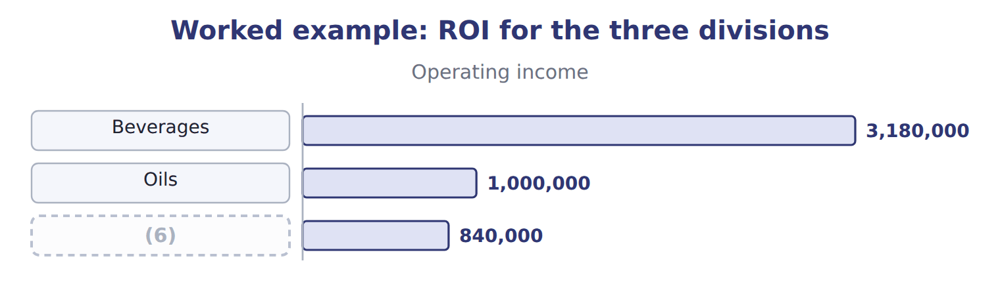 Worked example: ROI for the three divisions
Operating income
Beverages 3,180,000
Oils 1,000,000
(6) 840,000